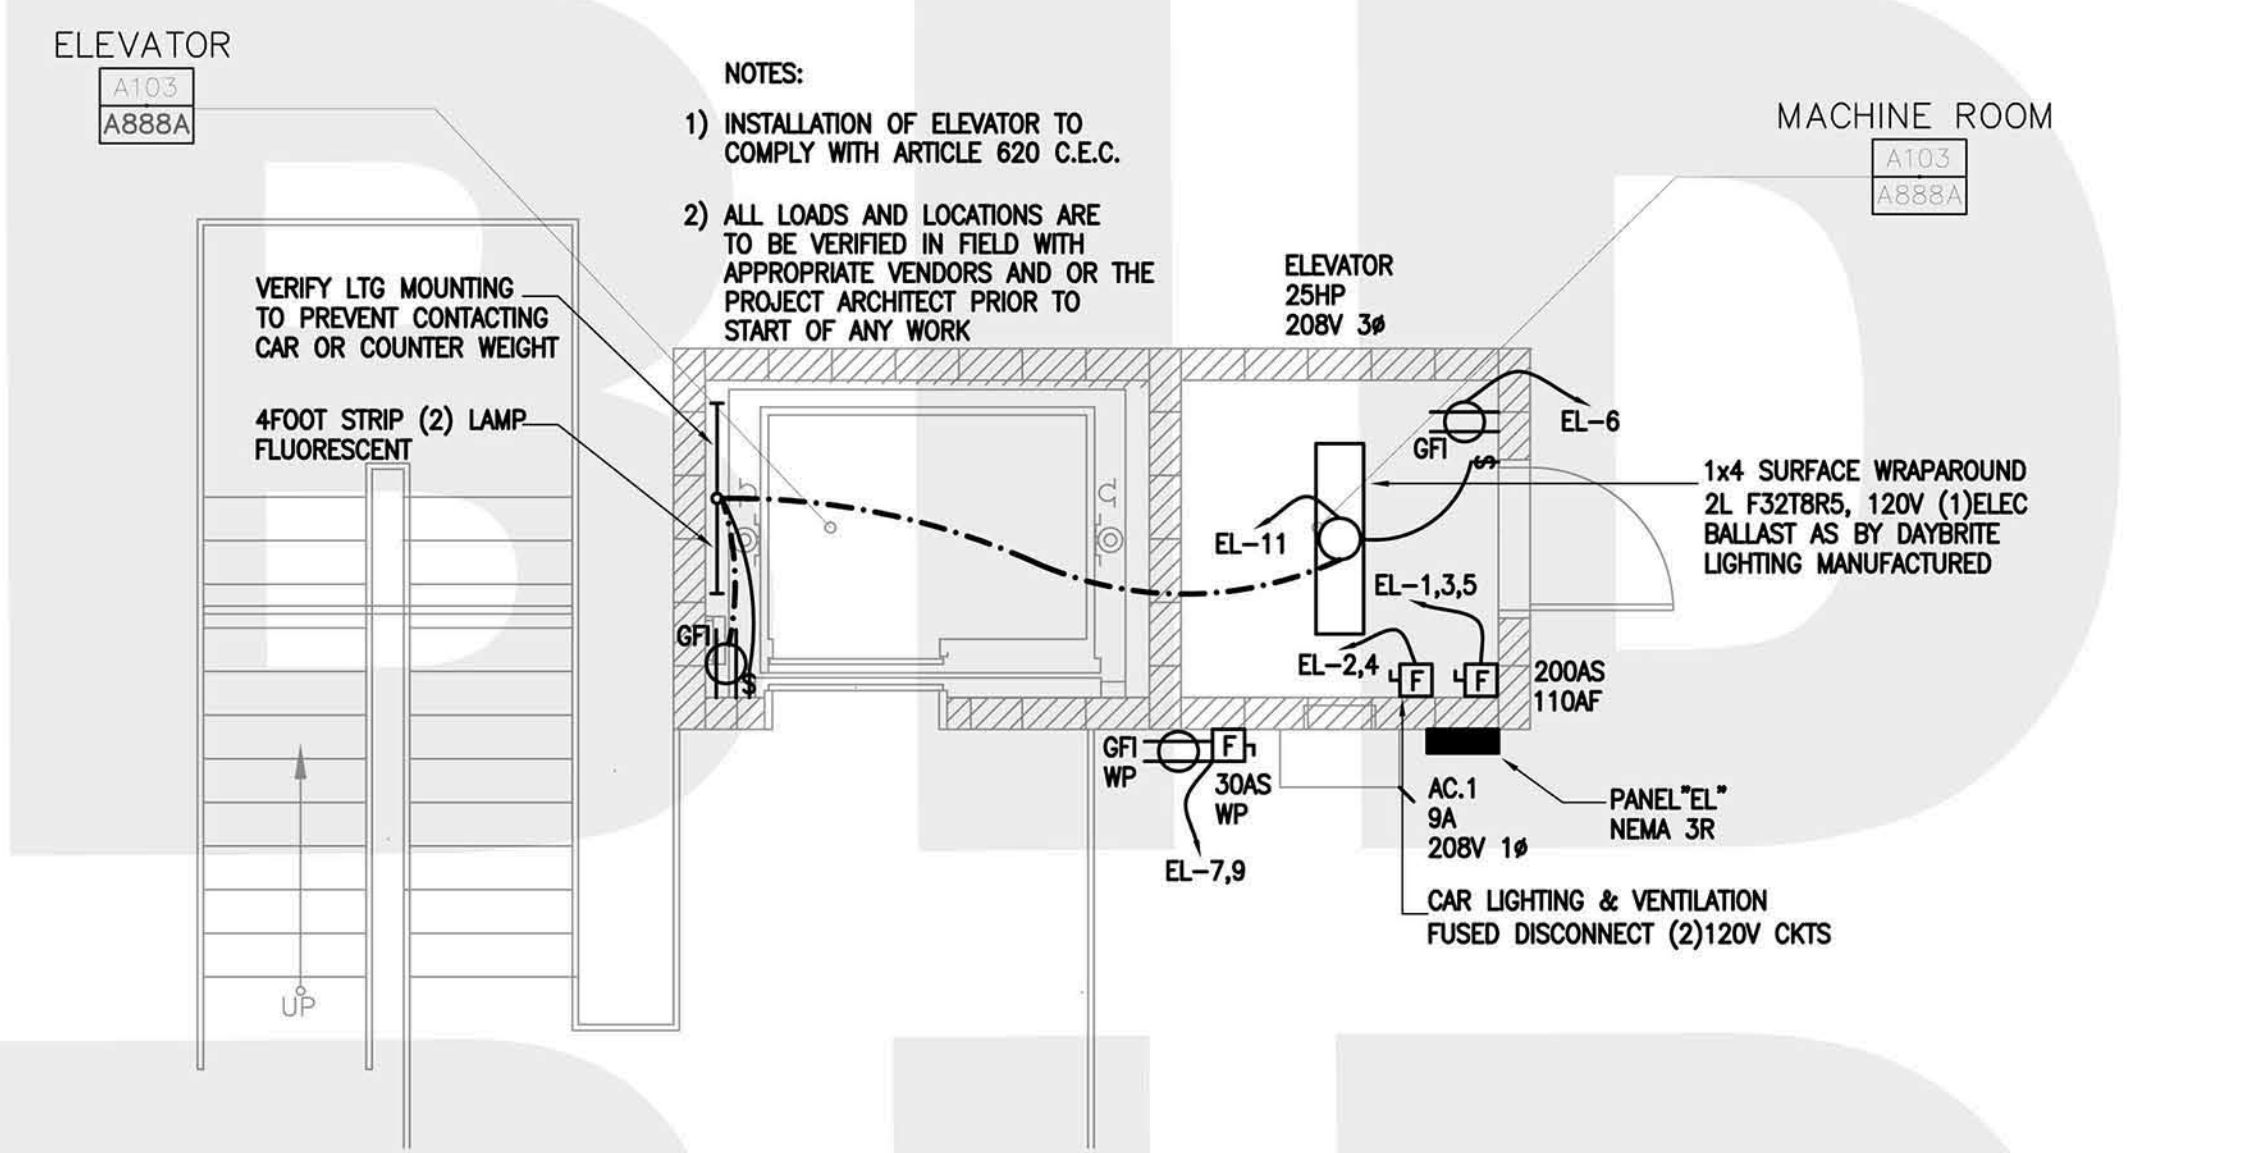 ELEVATOR
A103
A888A
NOTES:
1) INSTALLATION OF ELEVATOR TO
COMPLY WITH ARTICLE 620 C.E.C.
2) ALL LOADS AND LOCATIONS ARE
TO BE VERIFIED IN FIELD WITH
APPROPRIATE VENDORS AND OR THE
PROJECT ARCHITECT PRIOR TO
START OF ANY WORK
MACHINE ROOM
A103
A888A
VERIFY LTG MOUNTING
TO PREVENT CONTACTING
CAR OR COUNTER WEIGHT
4FOOT STRIP (2) LAMP
FLUORESCENT
ELEVATOR
25HP
208V 3ø
EL-6
GFI
$
1x4 SURFACE WRAPAROUND
2L F32T8R5, 120V (1)ELEC
BALLAST AS BY DAYBRITE
LIGHTING MANUFACTURED
EL-11
EL-1,3,5
GFI
$
EL-2,4
F
F
200AS
110AF
GFI
WP
F
30AS
WP
EL-7,9
AC.1
9A
208V 1ø
PANEL"EL"
NEMA 3R
CAR LIGHTING & VENTILATION
FUSED DISCONNECT (2)120V CKTS
UP